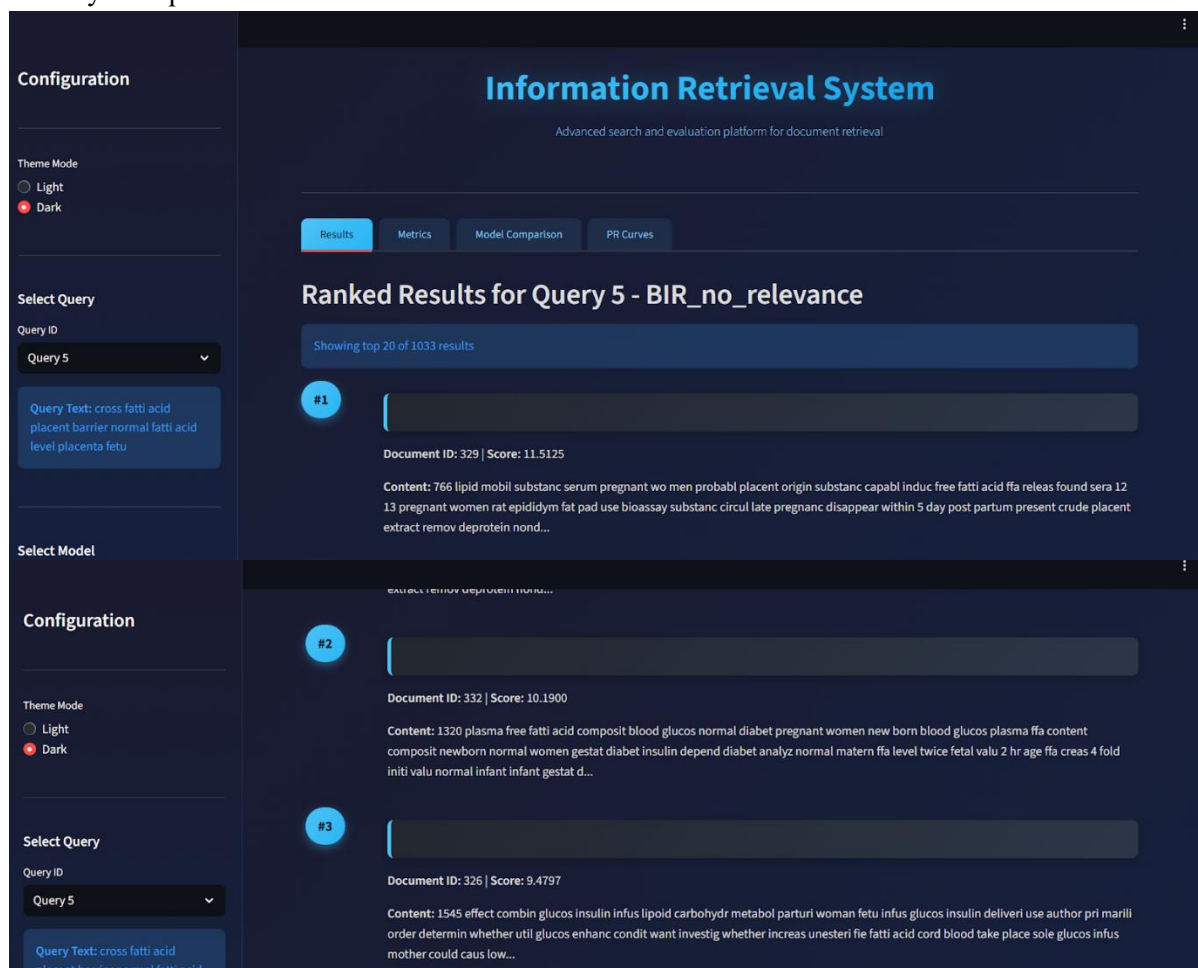 Configuration
Information Retrieval System
Advanced search and evaluation platform for document retrieval
Theme Mode
Light
Dark
Results
Metrics
Model Comparison
PR Curves
Select Query
Query ID
Query 5
Query Text: cross fatti acid
placent barrier normal fatti acid
level placenta fetu
Select Model
Ranked Results for Query 5 - BIR_no_relevance
Showing top 20 of 1033 results
#1
Document ID: 329 | Score: 11.5125
Content: 766 lipid mobil substanc serum pregnant wo men probabl placent origin substanc capabl induc free fatti acid ffa releas found sera 12
13 pregnant women rat epididym fat pad use bioassay substanc circul late pregnanc disappear within 5 day post partum present crude placent
extract remov deprotein nond...
Configuration
Theme Mode
Light
Dark
Select Query
Query ID
Query 5
Query Text: cross fatti acid
extract remov deprotein nond...
#2
Document ID: 332 | Score: 10.1900
Content: 1320 plasma free fatti acid composit blood glucos normal diabet pregnant women new born blood glucos plasma ffa content
composit newborn normal women gestat diabet insulin depend diabet analyz normal matern ffa level twice fetal valu 2 hr age ffa creas 4 fold
initi valu normal infant infant gestat d...
#3
Document ID: 326 | Score: 9.4797
Content: 1545 effect combin glucos insulin infus lipoid carbohydr metabol parturi woman fetu infus glucos insulin deliveri use author pri marili
order determin whether util glucos enhanc condit want investig whether increas unesteri fie fatti acid cord blood take place sole glucos infus
mother could caus low...